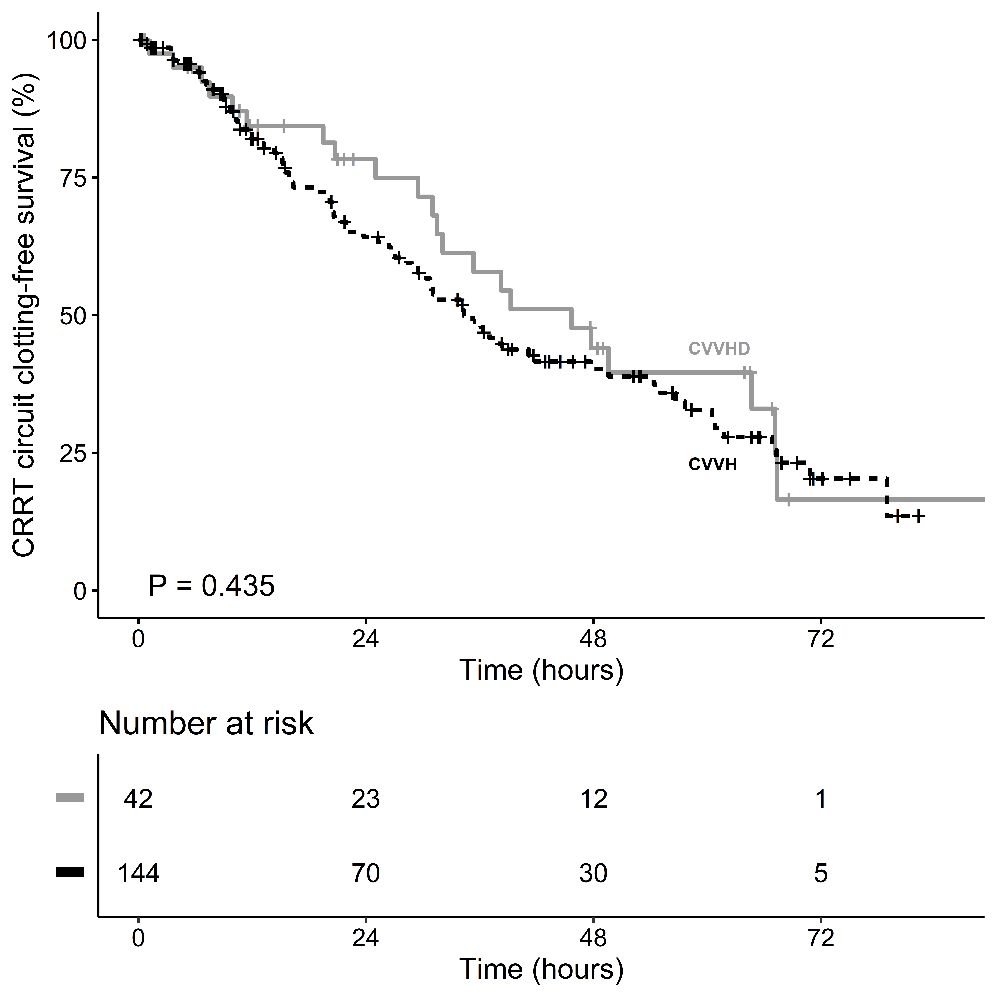 CRRT circuit clotting-free survival (%)
100
75
50
25
0
CVVHD
CVVH
P = 0.435
0 24 48 72
Time (hours)
Number at risk
42 23 12 1
144 70 30 5
0 24 48 72
Time (hours)